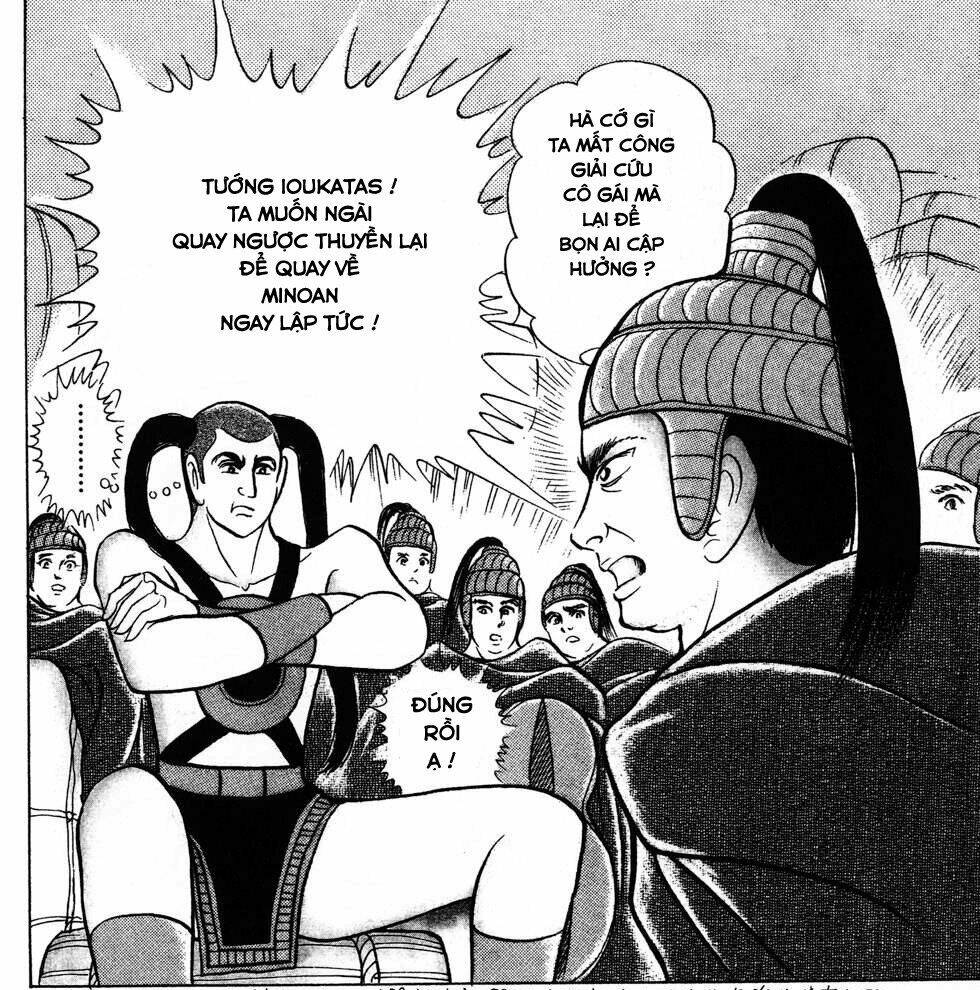 HÀ CỚ GÌ
TA MẤT CÔNG
GIẢI CỨU
CÔ GÁI MÀ
LẠI ĐỂ
BỌN AI CẬP
HƯỞNG ?
TƯỚNG IOUKATAS !
TA MUỐN NGÀI
QUAY NGƯỢC THUYỀN LẠI
ĐỂ QUAY VỀ
MINOAN
NGAY LẬP TỨC !
ĐÚNG
RỒI
Ạ !